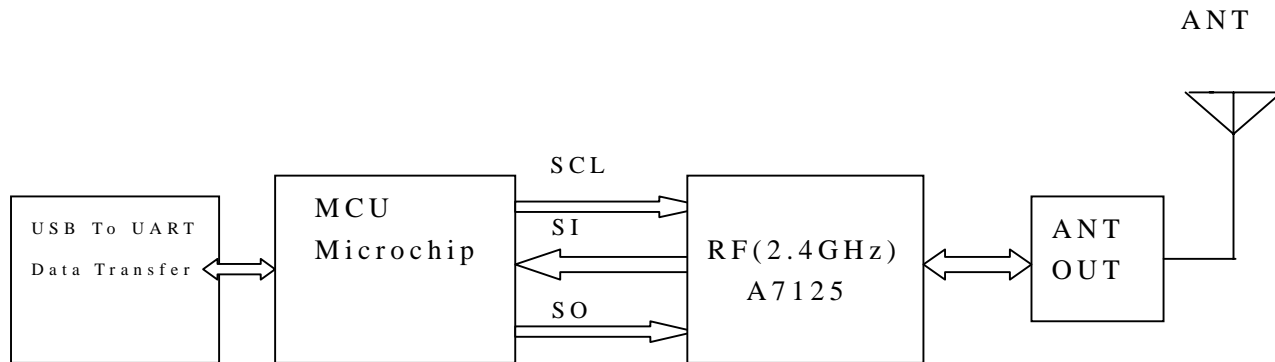 ANT
USB To UART
Data Transfer
MCU
Microchip
SCL
SI
SO
RF(2.4GHz)
A7125
ANT
OUT